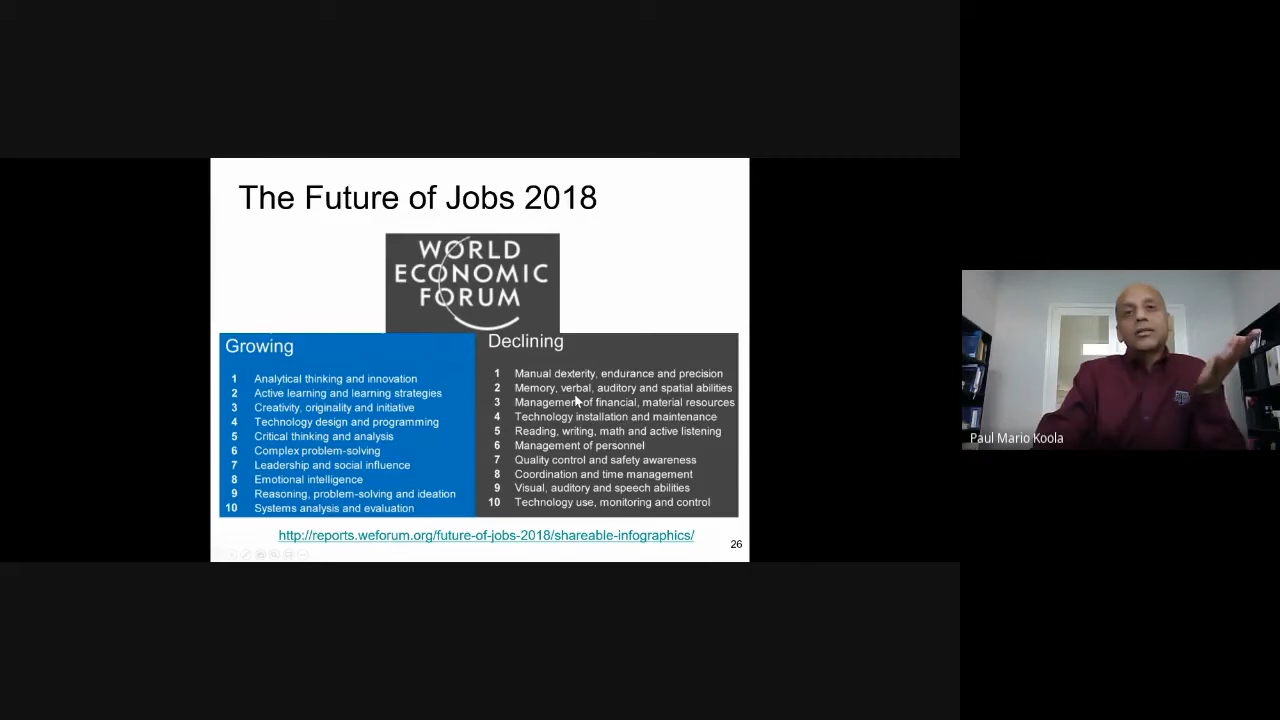 The Future of Jobs 2018
WORLD
ECONOMIC
FORUM
Growing
1 Analytical thinking and innovation
2 Active learning and learning strategies
3 Creativity, originality and initiative
4 Technology design and programming
5 Critical thinking and analysis
6 Complex problem-solving
7 Leadership and social influence
8 Emotional intelligence
9 Reasoning, problem-solving and ideation
10 Systems analysis and evaluation
Declining
1 Manual dexterity, endurance and precision
2 Memory, verbal, auditory and spatial abilities
3 Management of financial, material resources
4 Technology installation and maintenance
5 Reading, writing, math and active listening
6 Management of personnel
7 Quality control and safety awareness
8 Coordination and time management
9 Visual, auditory and speech abilities
10 Technology use, monitoring and control
http://reports.weforum.org/future-of-jobs-2018/shareable-infographics/
26
Paul Mario Koola